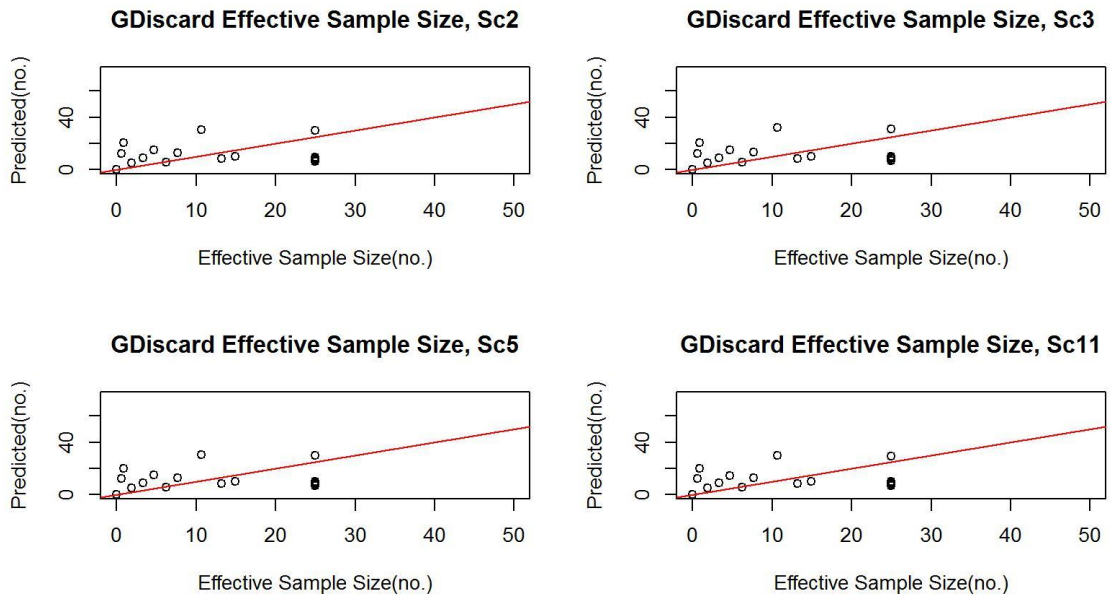 GDiscard Effective Sample Size, Sc2
Predicted(no.)
40
0
0 10 20 30 40 50
Effective Sample Size(no.)
GDiscard Effective Sample Size, Sc3
Predicted(no.)
40
0
0 10 20 30 40 50
Effective Sample Size(no.)
GDiscard Effective Sample Size, Sc5
Predicted(no.)
40
0
0 10 20 30 40 50
Effective Sample Size(no.)
GDiscard Effective Sample Size, Sc11
Predicted(no.)
40
0
0 10 20 30 40 50
Effective Sample Size(no.)